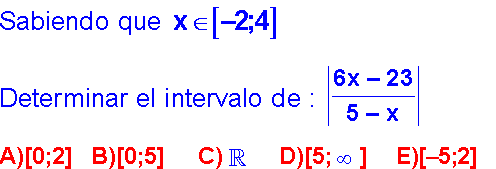 Sabiendo que x ∈ [–2;4]
Determinar el intervalo de : |(6x – 23)/(5 – x)|
A)[0;2] B)[0;5] C) ℝ D)[5; ∞ ] E)[–5;2]